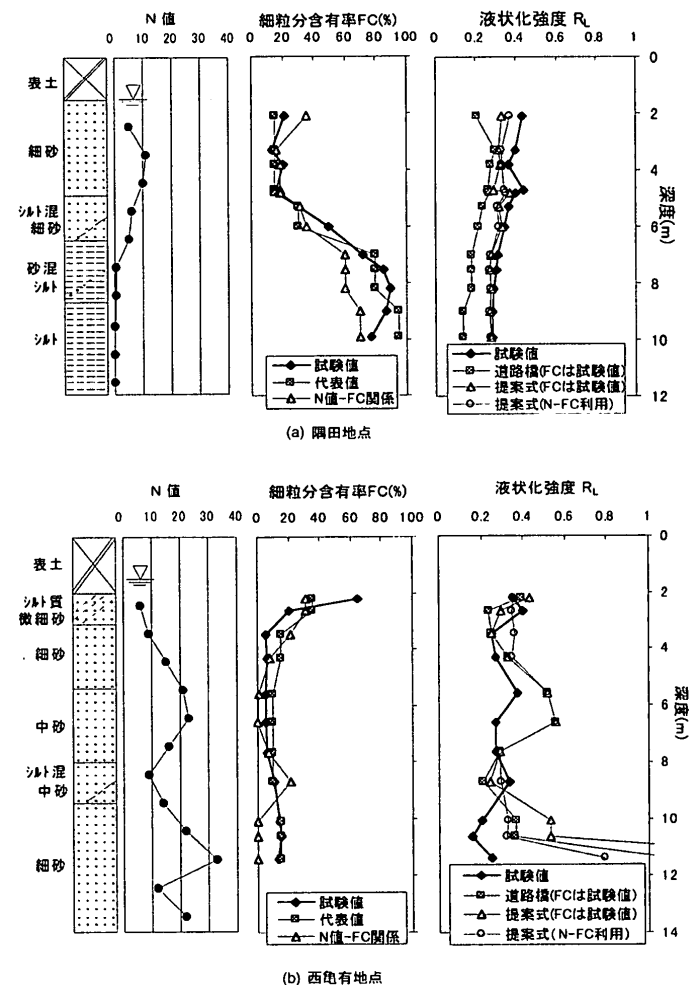 N 値
細粒分含有率FC(%)
液状化強度 RL
0 10 20 30 40
0 20 40 60 80 100
0 0.2 0.4 0.6 0.8 1
表土
細砂
シルト混
細砂
砂混
シルト
シルト
0
2
4
6
8
10
12
深度(m)
試験値
代表値
N値-FC関係
試験値
道路橋(FCは試験値)
提案式(FCは試験値)
提案式(N-FC利用)
(a) 隅田地点
N 値
細粒分含有率FC(%)
液状化強度 RL
0 10 20 30 40
0 20 40 60 80 100
0 0.2 0.4 0.6 0.8 1
表土
シルト質
微細砂
細砂
中砂
シルト混
中砂
細砂
0
2
4
6
8
10
12
14
深度(m)
試験値
代表値
N値-FC関係
試験値
道路橋(FCは試験値)
提案式(FCは試験値)
提案式(N-FC利用)
(b) 西亀有地点